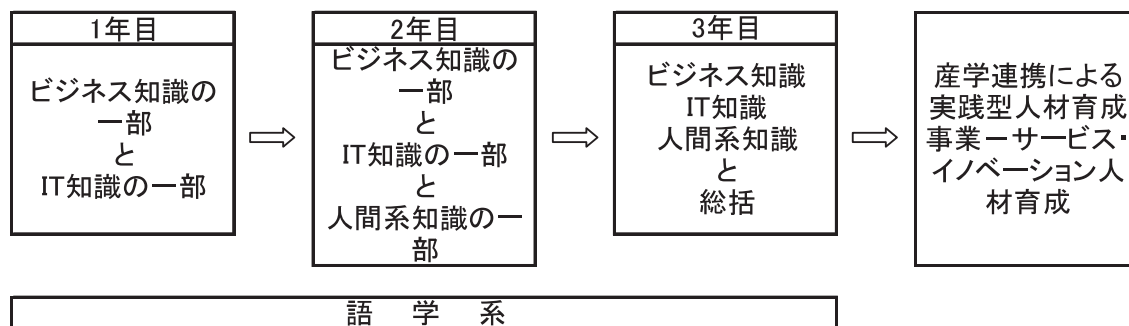 1年目
ビジネス知識の
一部
と
IT知識の一部
2年目
ビジネス知識の
一部
と
IT知識の一部
と
人間系知識の一
部
3年目
ビジネス知識
IT知識
人間系知識
と
総括
産学連携による
実践型人材育成
事業－サービス・
イノベーション人
材育成
語　学　系